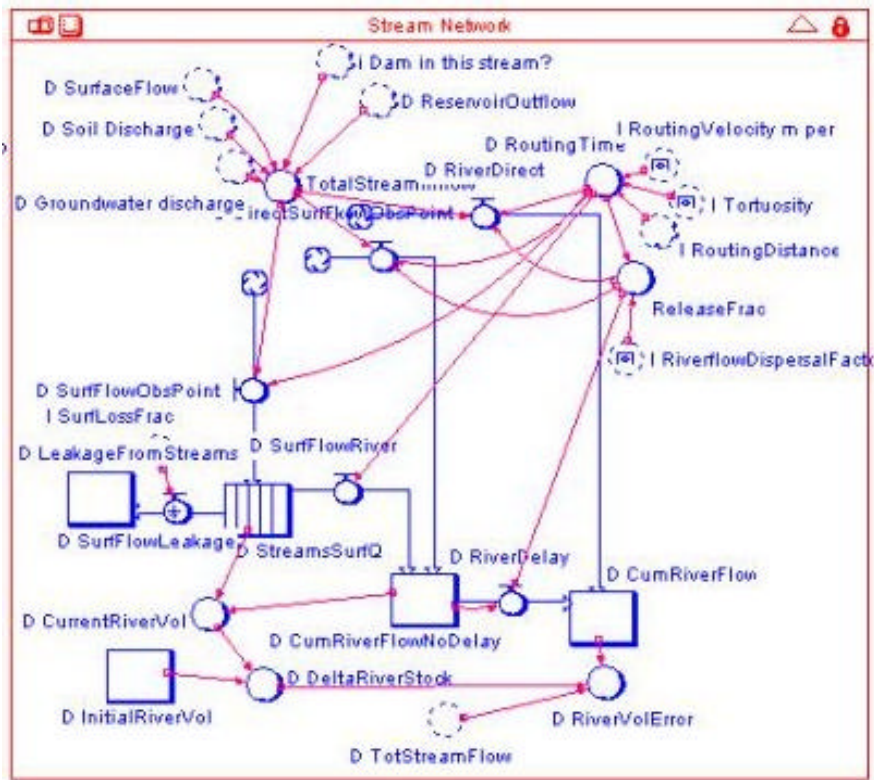 Stream Network
I Dam in this stream?
D SurfaceFlow
D ReservoirOutflow
D Soil Discharge
I RoutingVelocity m per
D RoutingTime
D RiverDirect
D Groundwater discharge
I Tortuosity
I RoutingDistance
ReleaseFrac
I RiverflowDispersalFacto
D SurfFlowObsPoint
I SurfLossFrac
D SurfFlowRiver
D LeakageFromStreams
D SurfFlowLeakage
D StreamsSurfQ
D RiverDelay
D CumRiverFlow
D CurrentRiverVol
D CumRiverFlowNoDelay
D DeltaRiverStock
D InitialRiverVol
D RiverVolError
D TotStreamFlow